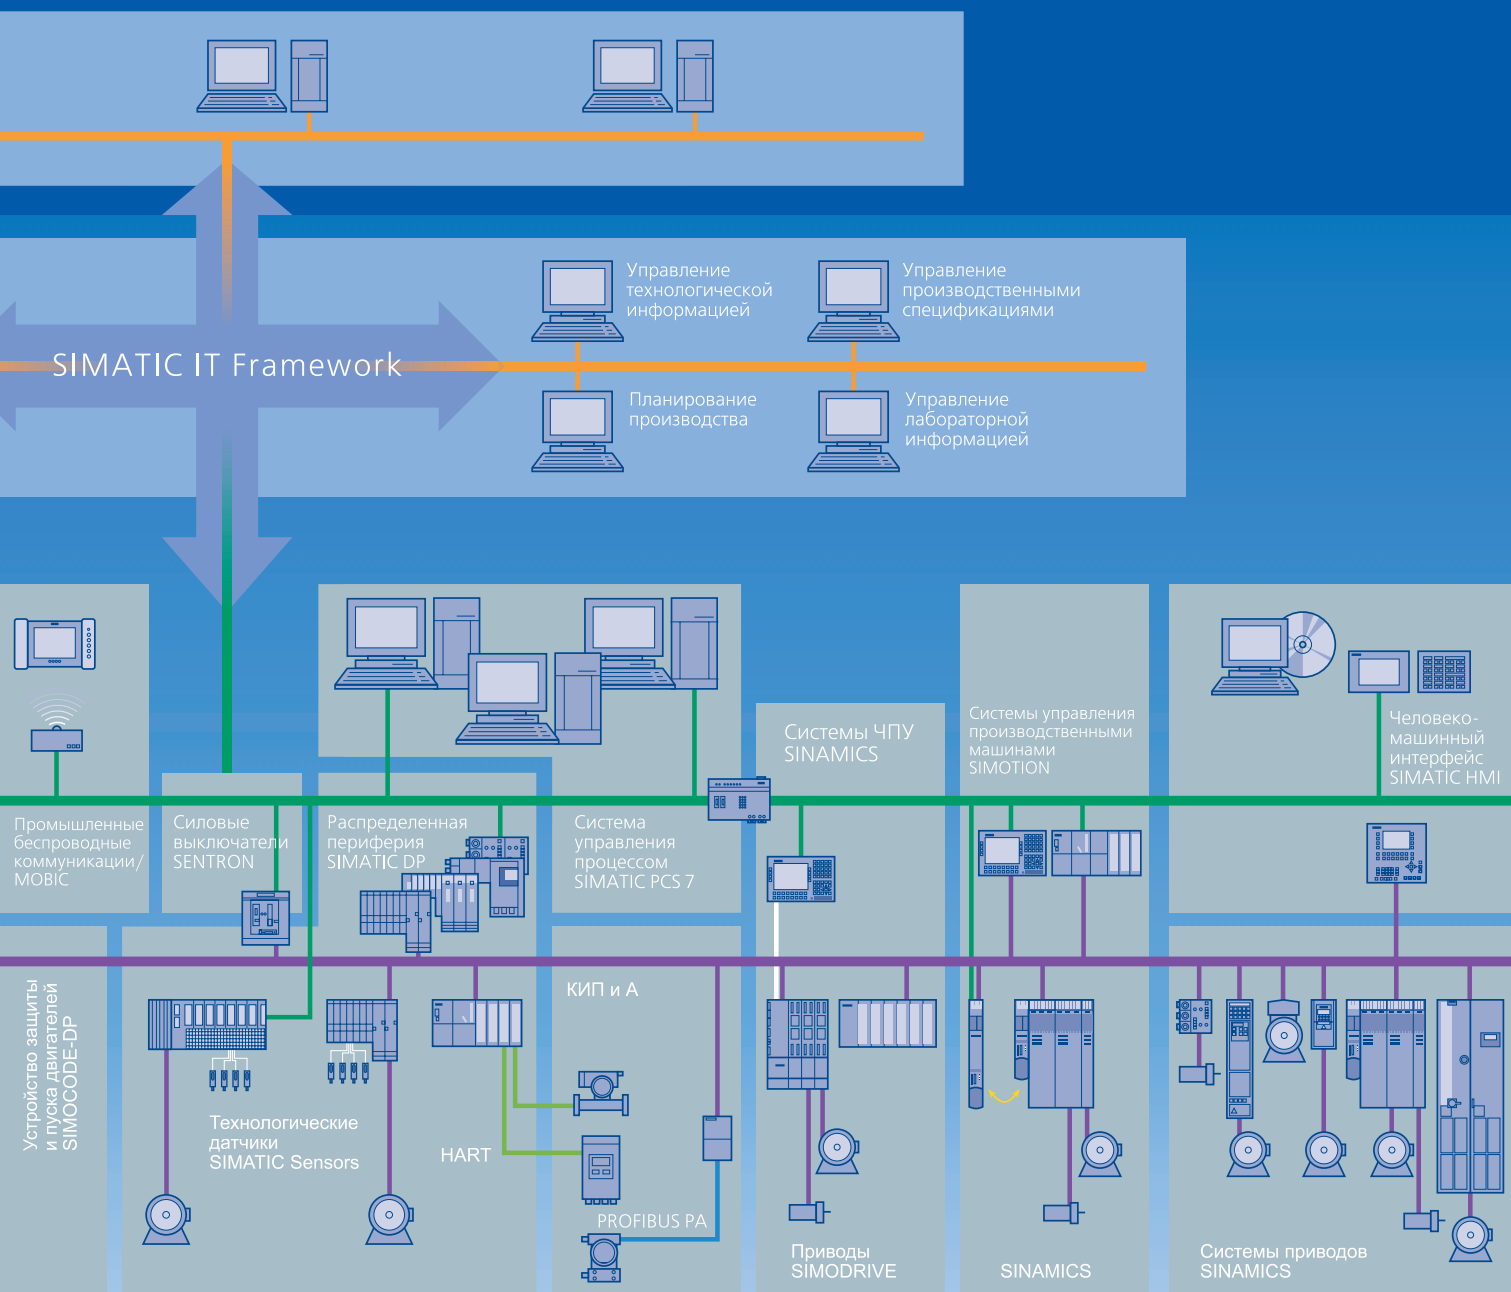 Управление
технологической
информацией
Управление
производственными
спецификациями
SIMATIC IT Framework
Планирование
производства
Управление
лабораторной
информацией
Системы ЧПУ
SINAMICS
Системы управления
производственными
машинами
SIMOTION
Человеко-
машинный
интерфейс
SIMATIC HMI
Промышленные
беспроводные
коммуникации/
MOBIC
Силовые
выключатели
SENTRON
Распределенная
периферия
SIMATIC DP
Система
управления
процессом
SIMATIC PCS 7
Устройство защиты
и пуска двигателей
SIMOCODE-DP
КИП и А
Технологические
датчики
SIMATIC Sensors
HART
PROFIBUS PA
Приводы
SIMODRIVE
SINAMICS
Системы приводов
SINAMICS